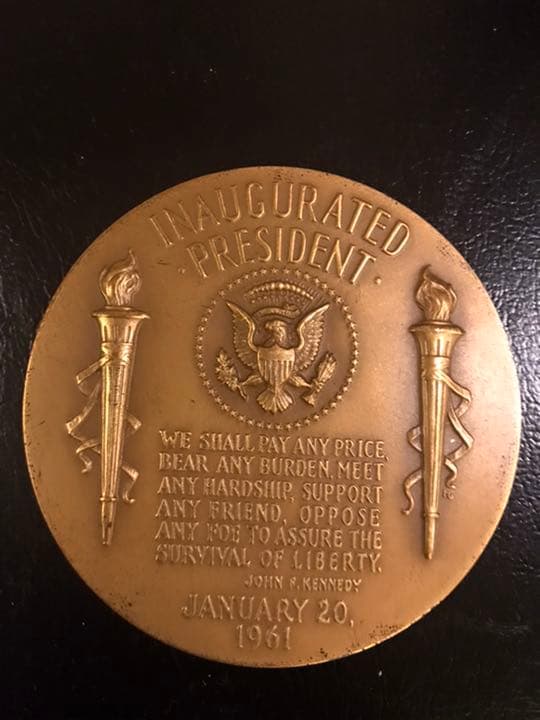 INAUGURATED
· PRESIDENT ·
WE SHALL PAY ANY PRICE,
BEAR ANY BURDEN, MEET
ANY HARDSHIP, SUPPORT
ANY FRIEND, OPPOSE
ANY FOE TO ASSURE THE
SURVIVAL OF LIBERTY.
JOHN F. KENNEDY
JANUARY 20,
1961